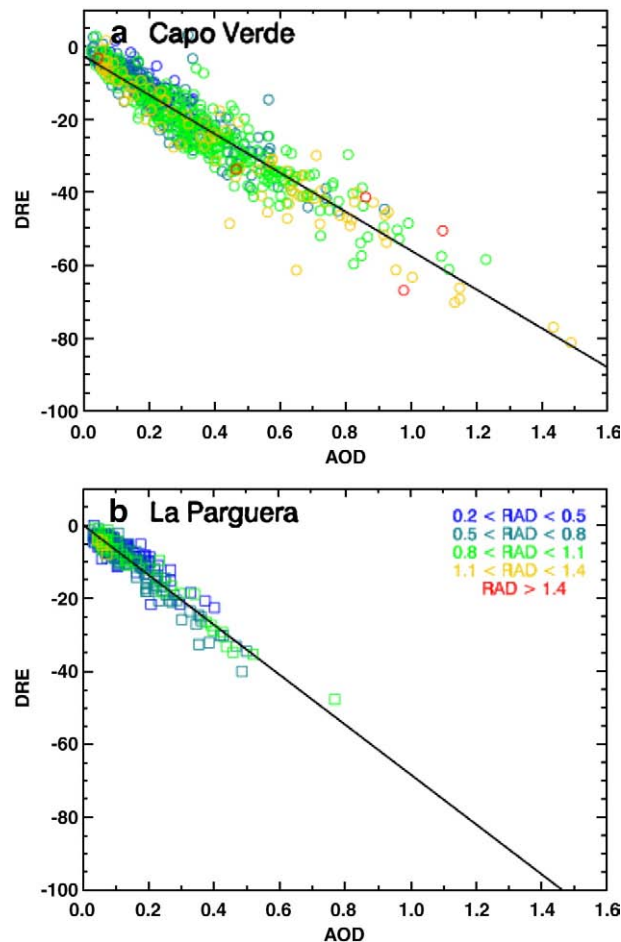 a Capo Verde
0
-20
-40
-60
-80
-100
DRE
0.0 0.2 0.4 0.6 0.8 1.0 1.2 1.4 1.6
AOD
b La Parguera
0.2 < RAD < 0.5
0.5 < RAD < 0.8
0.8 < RAD < 1.1
1.1 < RAD < 1.4
RAD > 1.4
0
-20
-40
-60
-80
-100
DRE
0.0 0.2 0.4 0.6 0.8 1.0 1.2 1.4 1.6
AOD